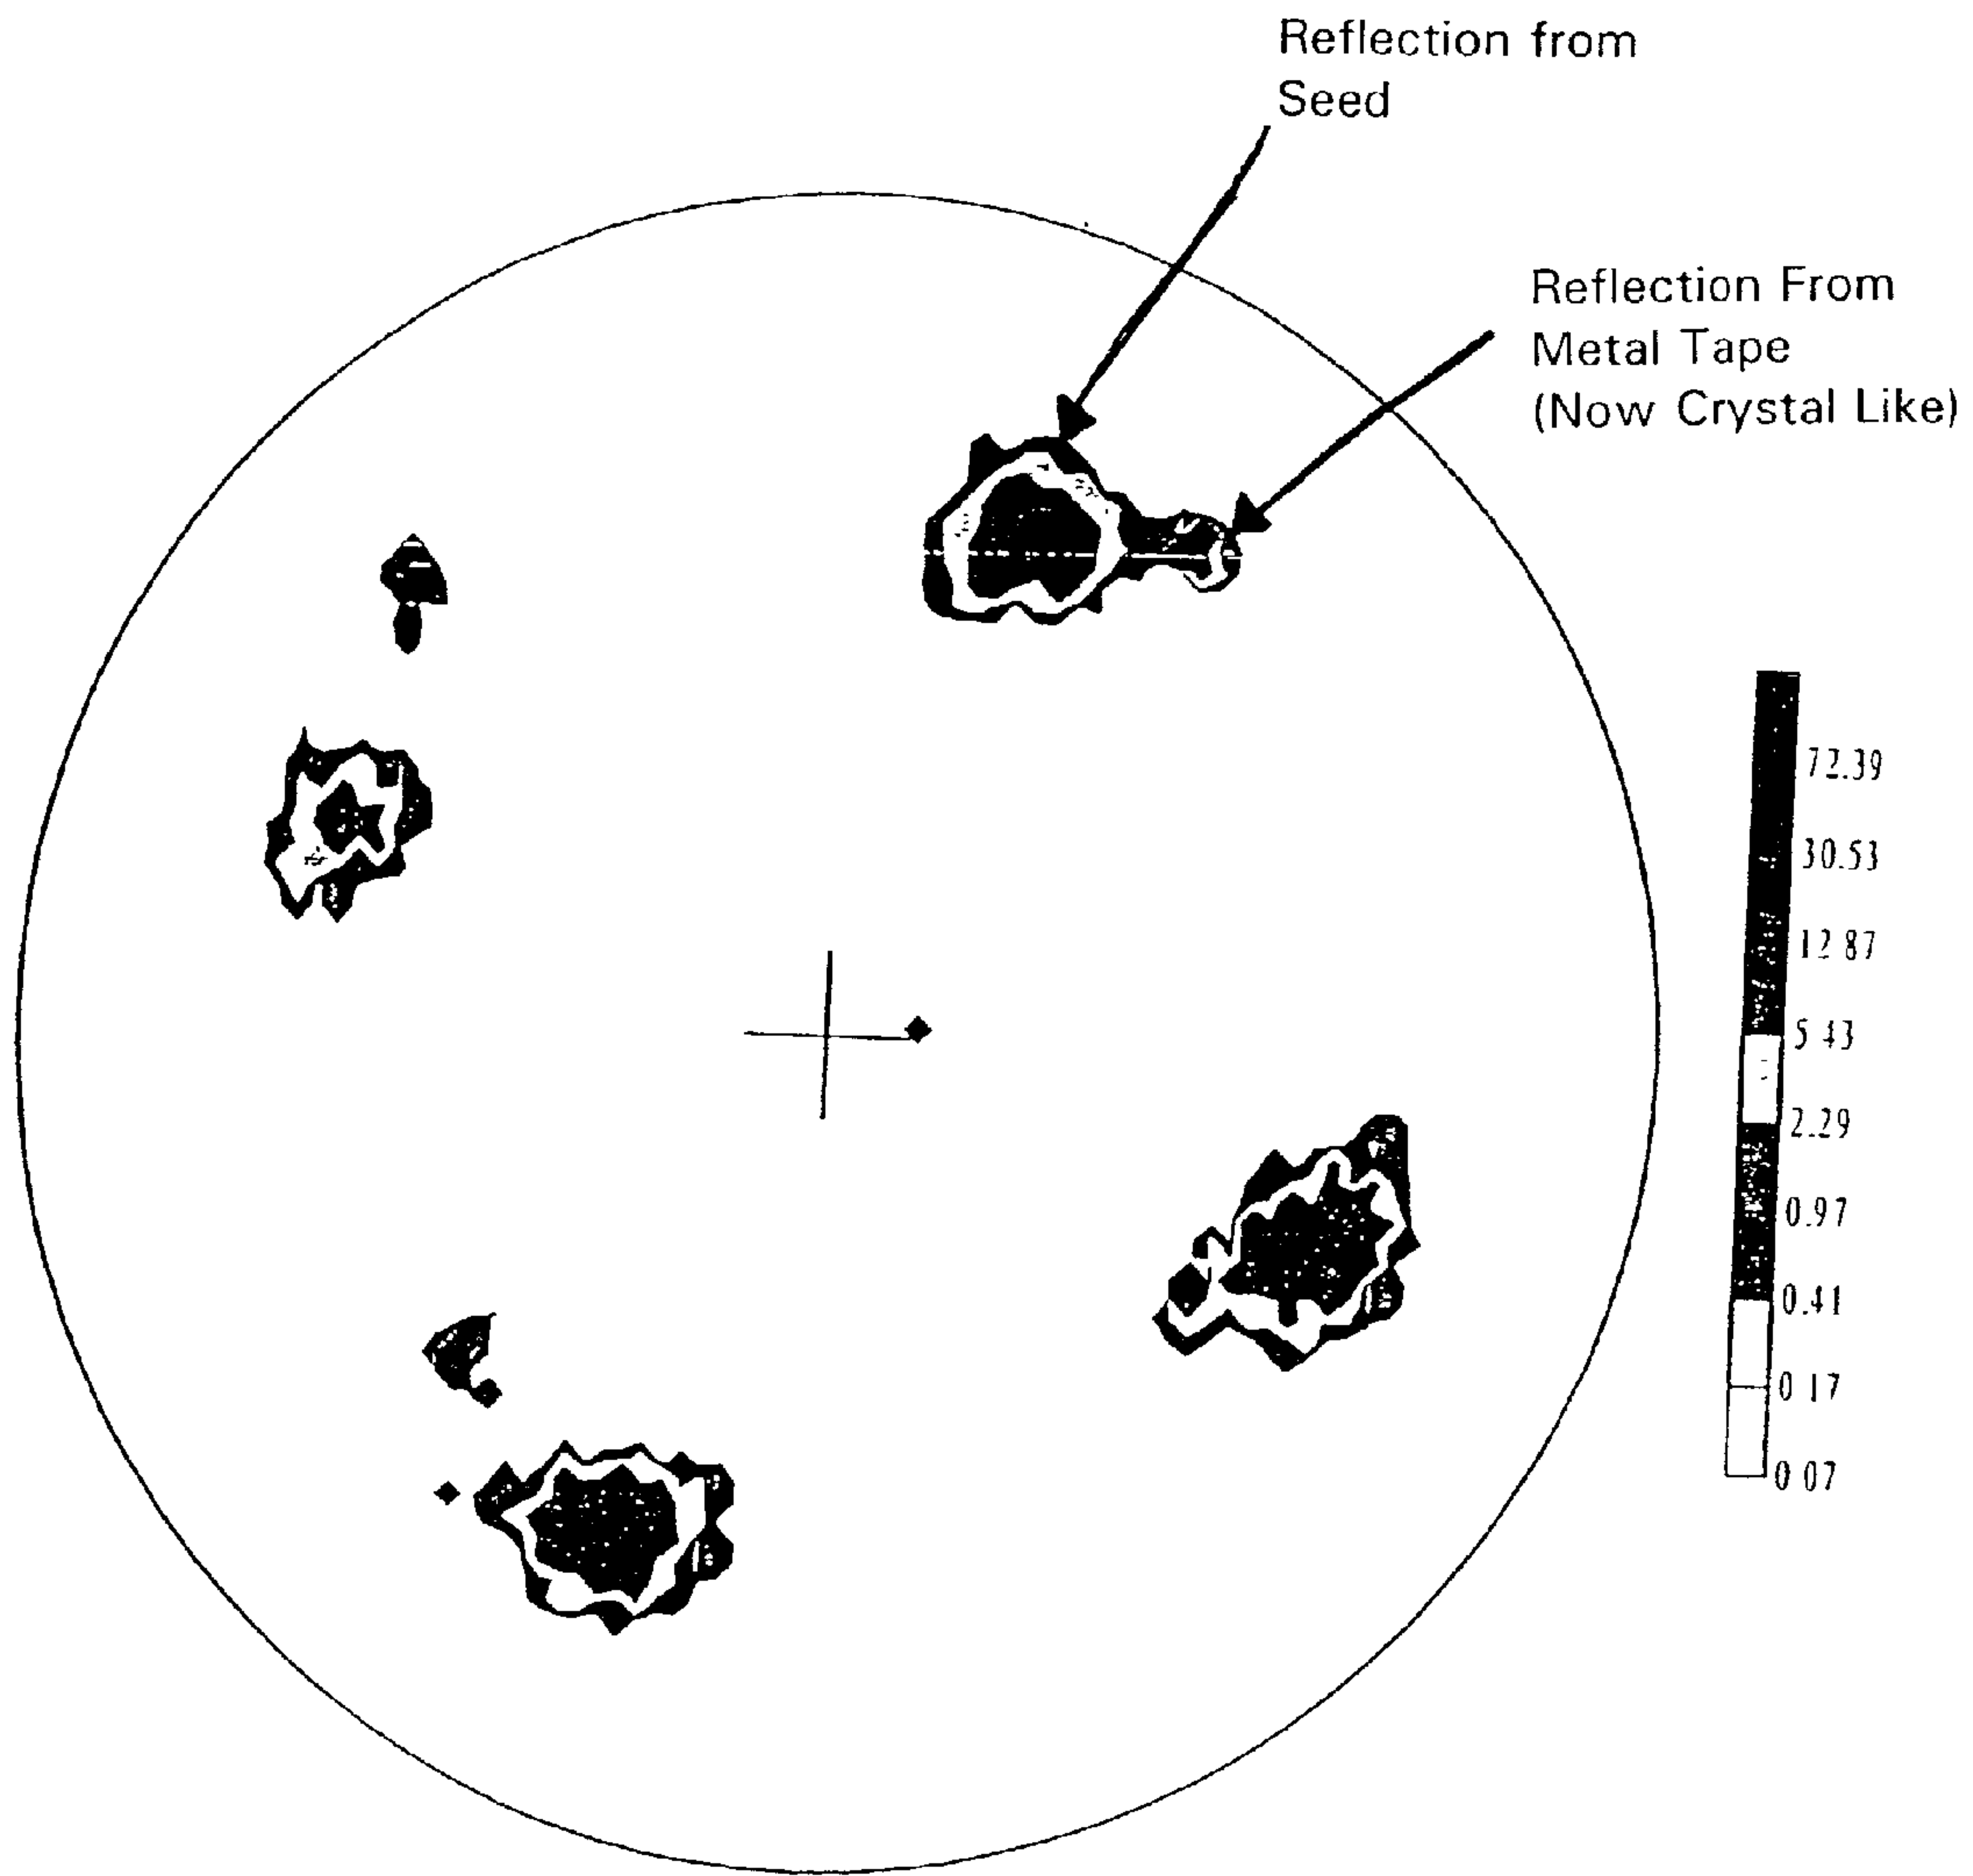 Reflection from
Seed
Reflection From
Metal Tape
(Now Crystal Like)
72.39
30.53
12.87
5.43
2.29
0.97
0.41
0.17
0.07